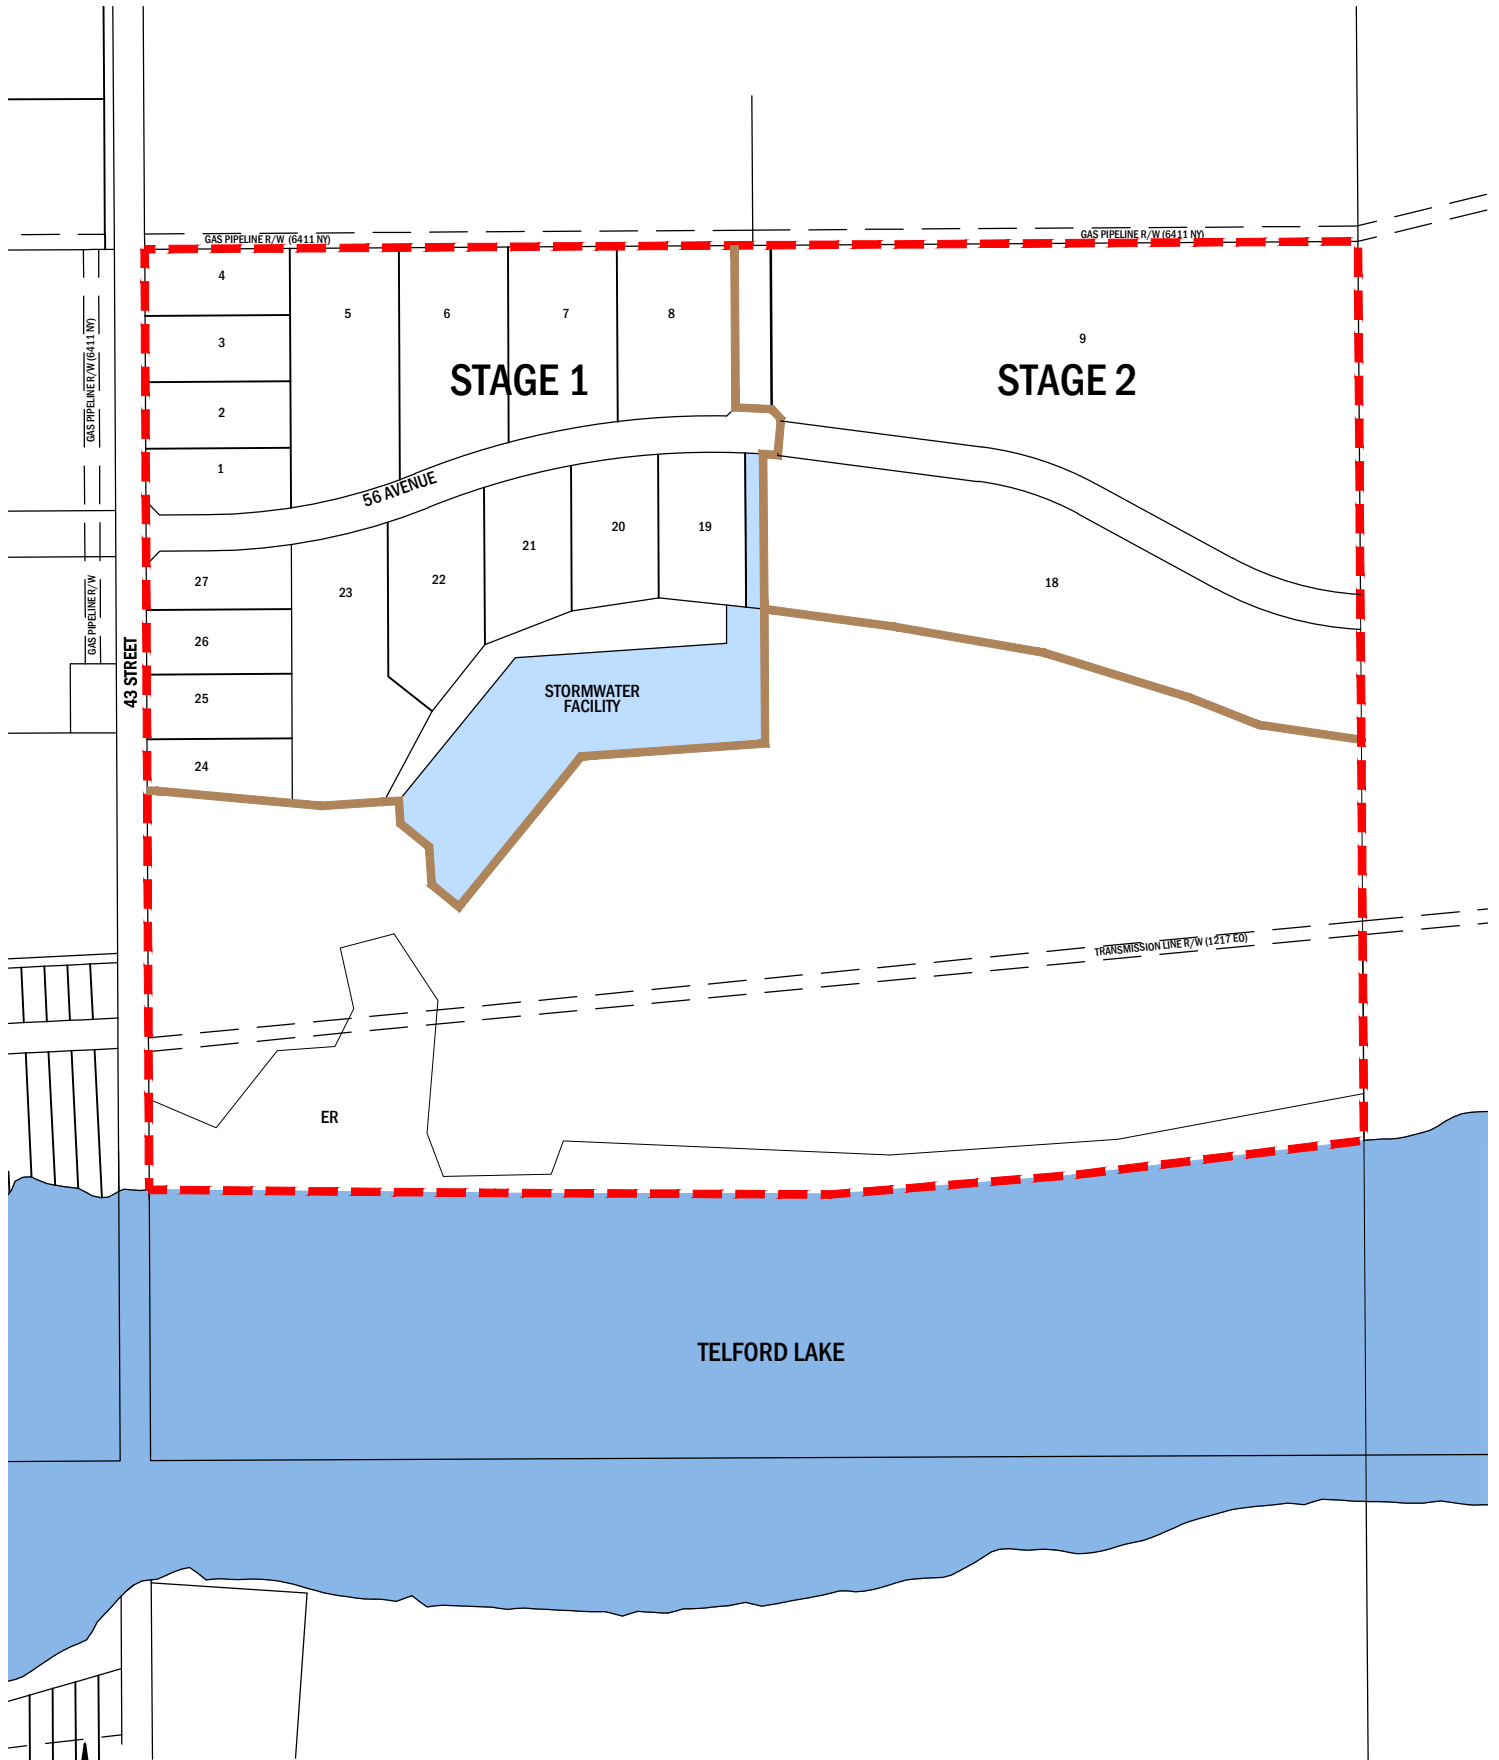 GAS PIPELINE R/W (6411 NY)
GAS PIPELINE R/W (6411 NY)
4
5
6
7
8
9
3
GAS PIPELINE R/W (6411 NY)
STAGE 1
STAGE 2
2
1
56 AVENUE
19
20
21
22
23
27
18
GAS PIPELINE R/W
26
43 STREET
25
STORMWATER
FACILITY
24
TRANSMISSION LINE R/W (1217 EO)
ER
TELFORD LAKE